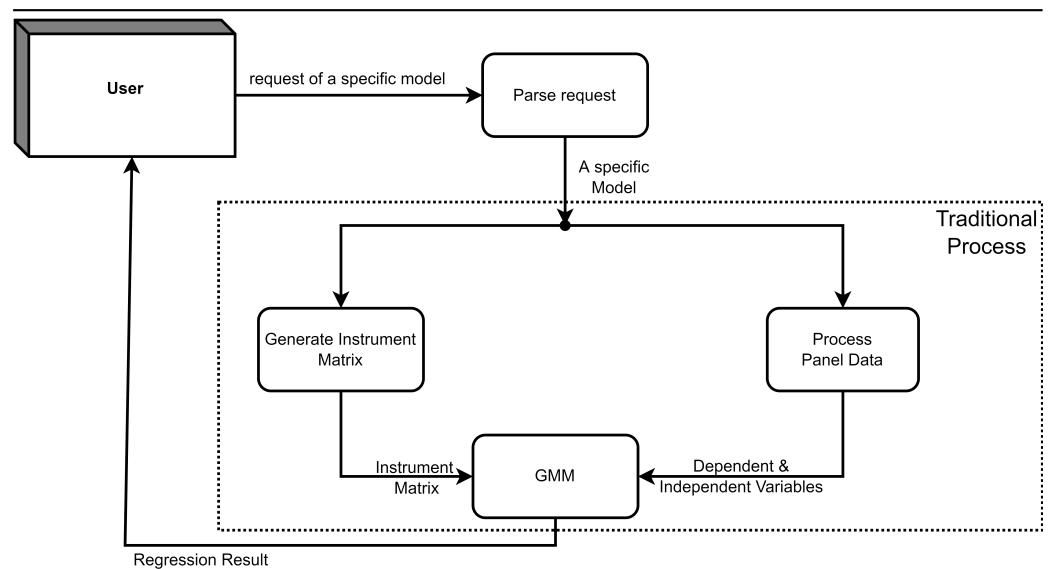 User
request of a specific model
Parse request
A specific
Model
Traditional
Process
Generate Instrument
Matrix
Process
Panel Data
Instrument
Matrix
GMM
Dependent &
Independent Variables
Regression Result